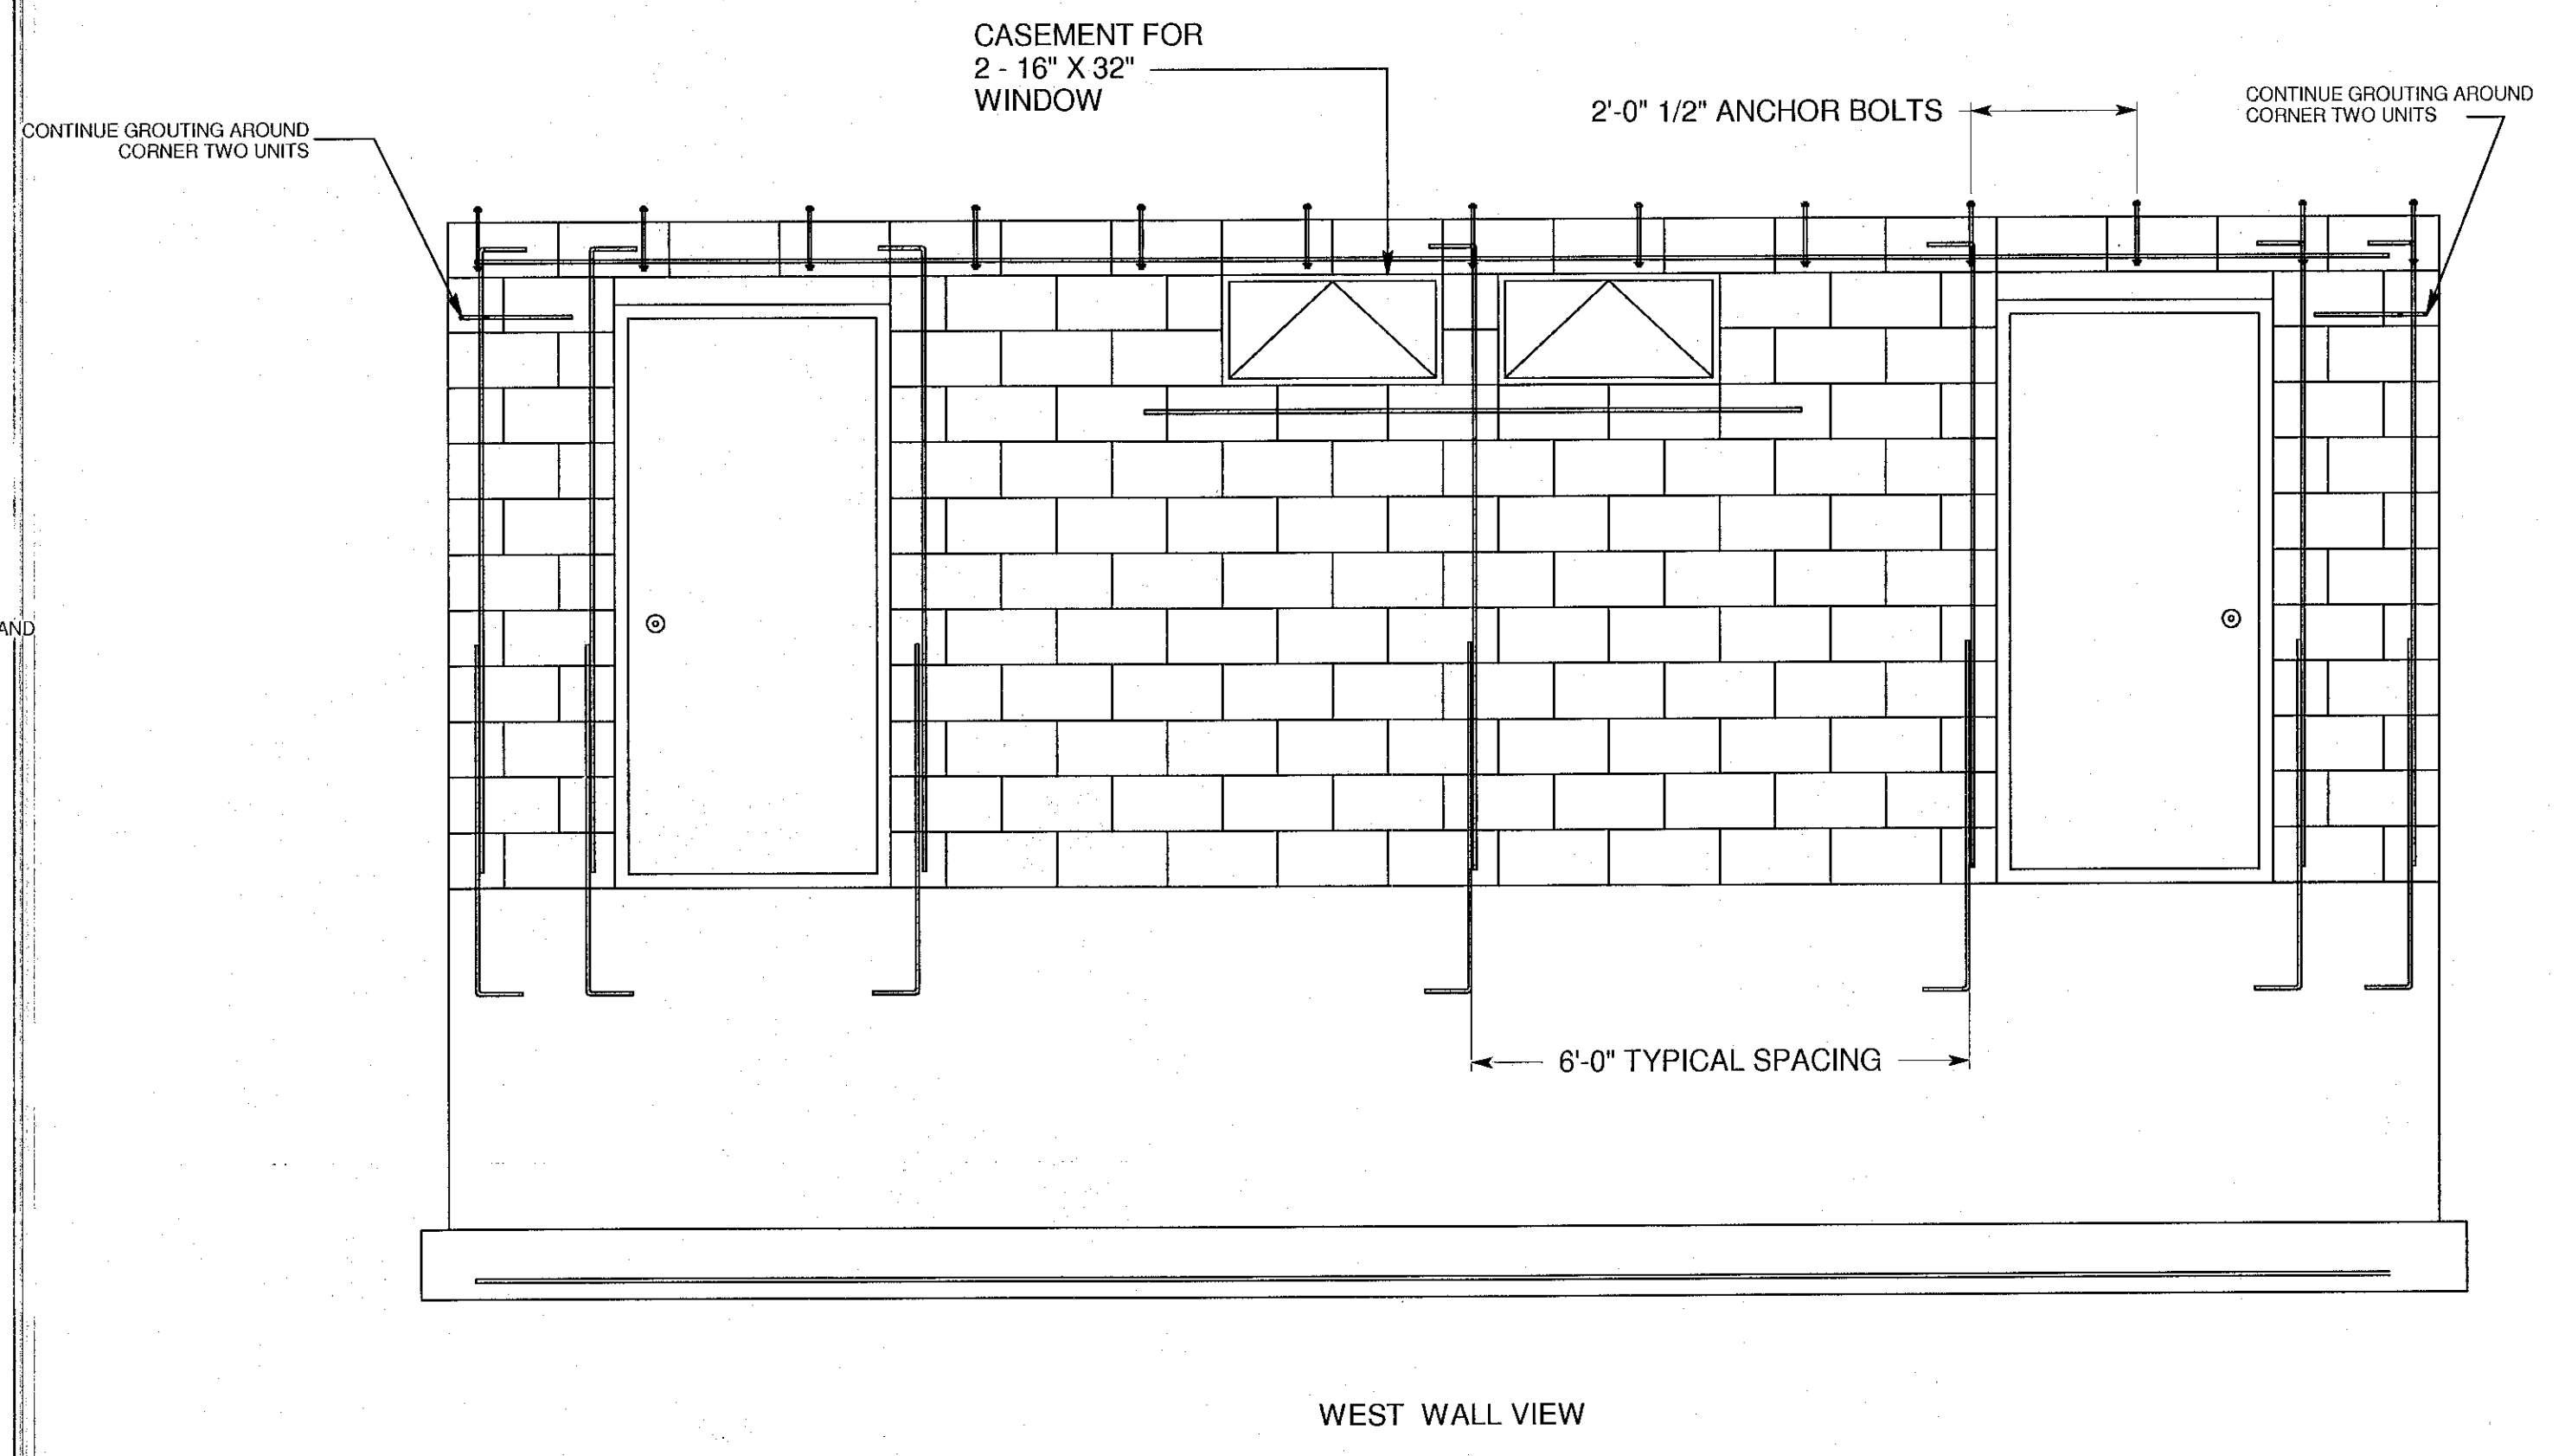 CASEMENT FOR
2 - 16" X 32"
WINDOW
2'-0" 1/2" ANCHOR BOLTS
CONTINUE GROUTING AROUND
CORNER TWO UNITS
CONTINUE GROUTING AROUND
CORNER TWO UNITS
AND
6'-0" TYPICAL SPACING
WEST WALL VIEW